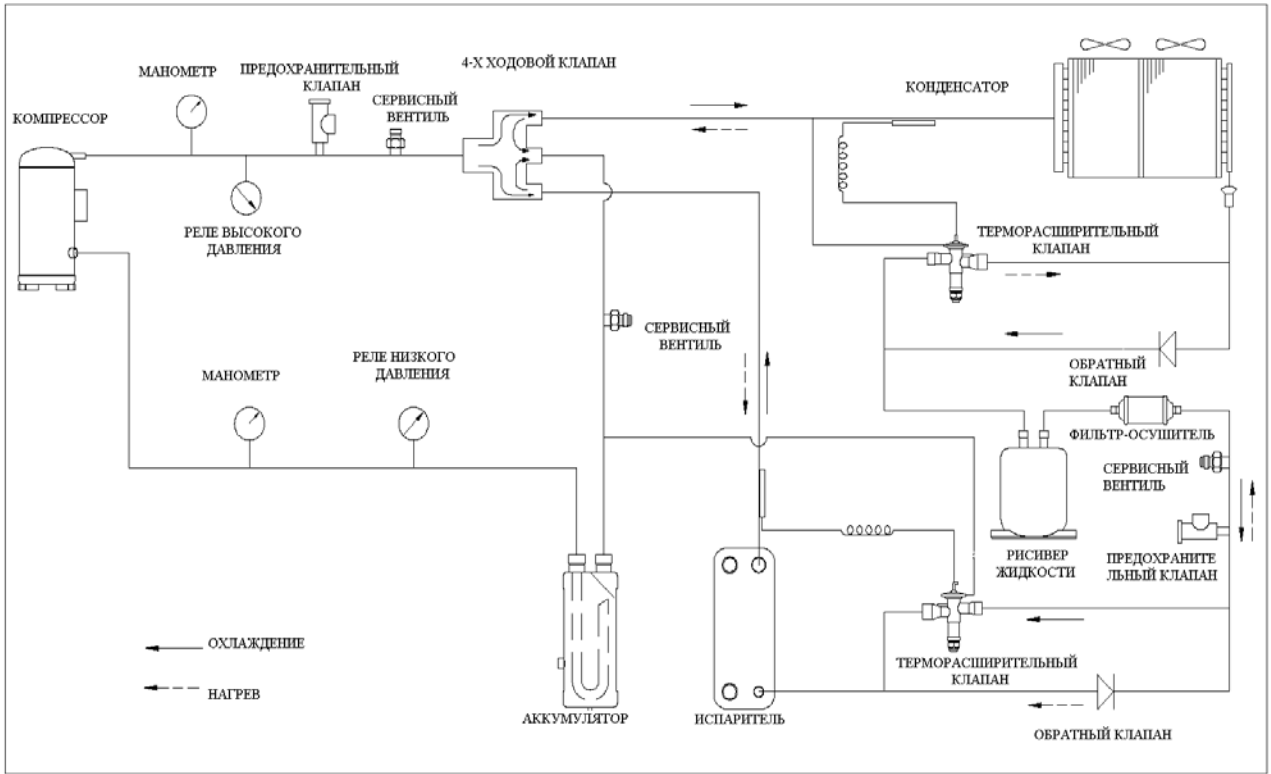 4-Х ХОДОВОЙ КЛАПАН
МАНОМЕТР
ПРЕДОХРАНИТЕЛЬНЫЙ
КЛАПАН
СЕРВИСНЫЙ
ВЕНТИЛЬ
КОМПРЕССОР
КОНДЕНСАТОР
РЕЛЕ ВЫСОКОГО
ДАВЛЕНИЯ
ТЕРМОРАСШИРИТЕЛЬНЫЙ
КЛАПАН
СЕРВИСНЫЙ
ВЕНТИЛЬ
МАНОМЕТР
РЕЛЕ НИЗКОГО
ДАВЛЕНИЯ
ОБРАТНЫЙ
КЛАПАН
ФИЛЬТР-ОСУШИТЕЛЬ
СЕРВИСНЫЙ
ВЕНТИЛЬ
РИСИВЕР
ЖИДКОСТИ
ПРЕДОХРАНИТЕ
ЛЬНЫЙ КЛАПАН
ОХЛАЖДЕНИЕ
НАГРЕВ
ТЕРМОРАСШИРИТЕЛЬНЫЙ
КЛАПАН
АККУМУЛЯТОР
ИСПАРИТЕЛЬ
ОБРАТНЫЙ КЛАПАН